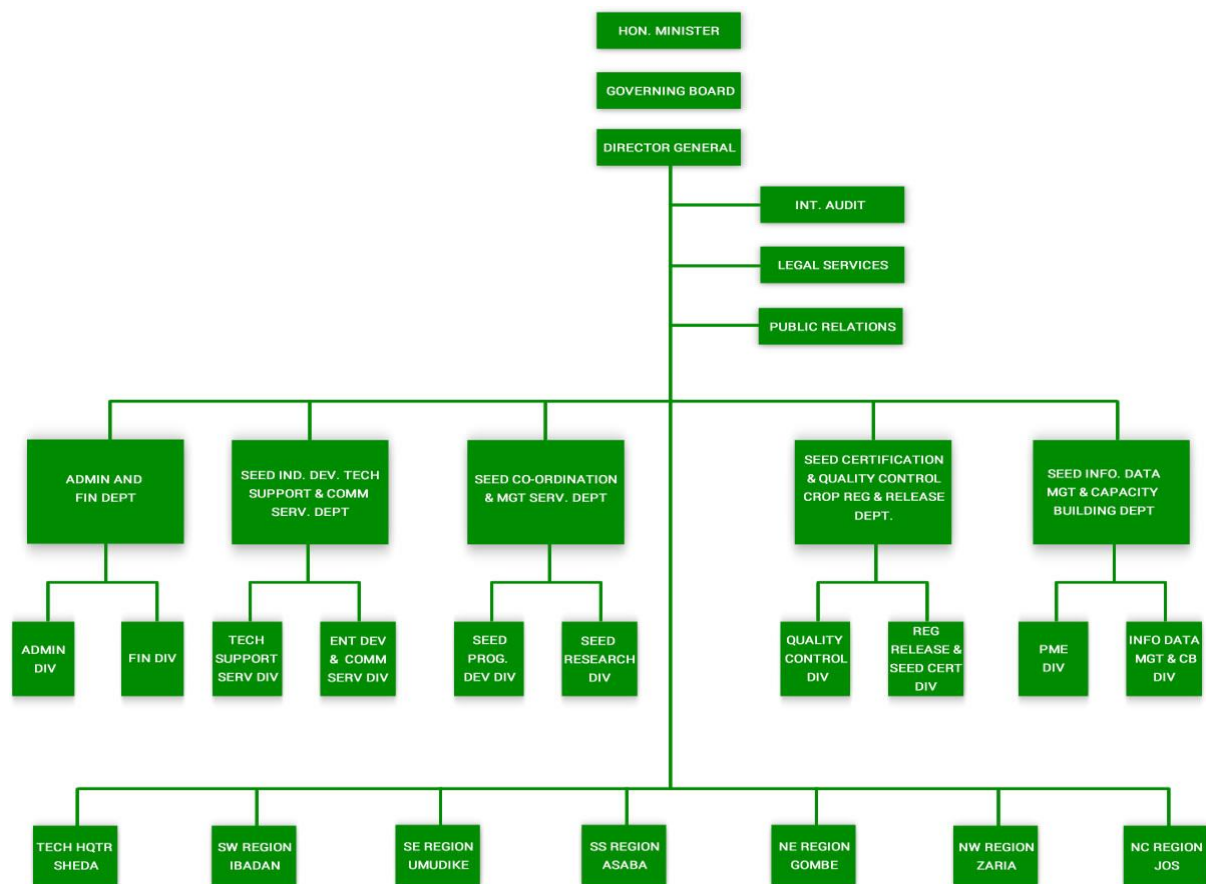 HON. MINISTER
GOVERNING BOARD
DIRECTOR GENERAL
INT. AUDIT
LEGAL SERVICES
PUBLIC RELATIONS
ADMIN AND
FIN DEPT
SEED IND. DEV. TECH
SUPPORT & COMM
SERV. DEPT
SEED CO-ORDINATION
& MGT SERV. DEPT
SEED CERTIFICATION
& QUALITY CONTROL
CROP REG & RELEASE
DEPT.
SEED INFO. DATA
MGT & CAPACITY
BUILDING DEPT
ADMIN
DIV
FIN DIV
TECH
SUPPORT
SERV DIV
ENT DEV
& COMM
SERV DIV
SEED
PROG.
DEV DIV
SEED
RESEARCH
DIV
QUALITY
CONTROL
DIV
REG
RELEASE &
SEED CERT
DIV
PME
DIV
INFO DATA
MGT & CB
DIV
TECH HQTR
SHEDA
SW REGION
IBADAN
SE REGION
UMUDIKE
SS REGION
ASABA
NE REGION
GOMBE
NW REGION
ZARIA
NC REGION
JOS